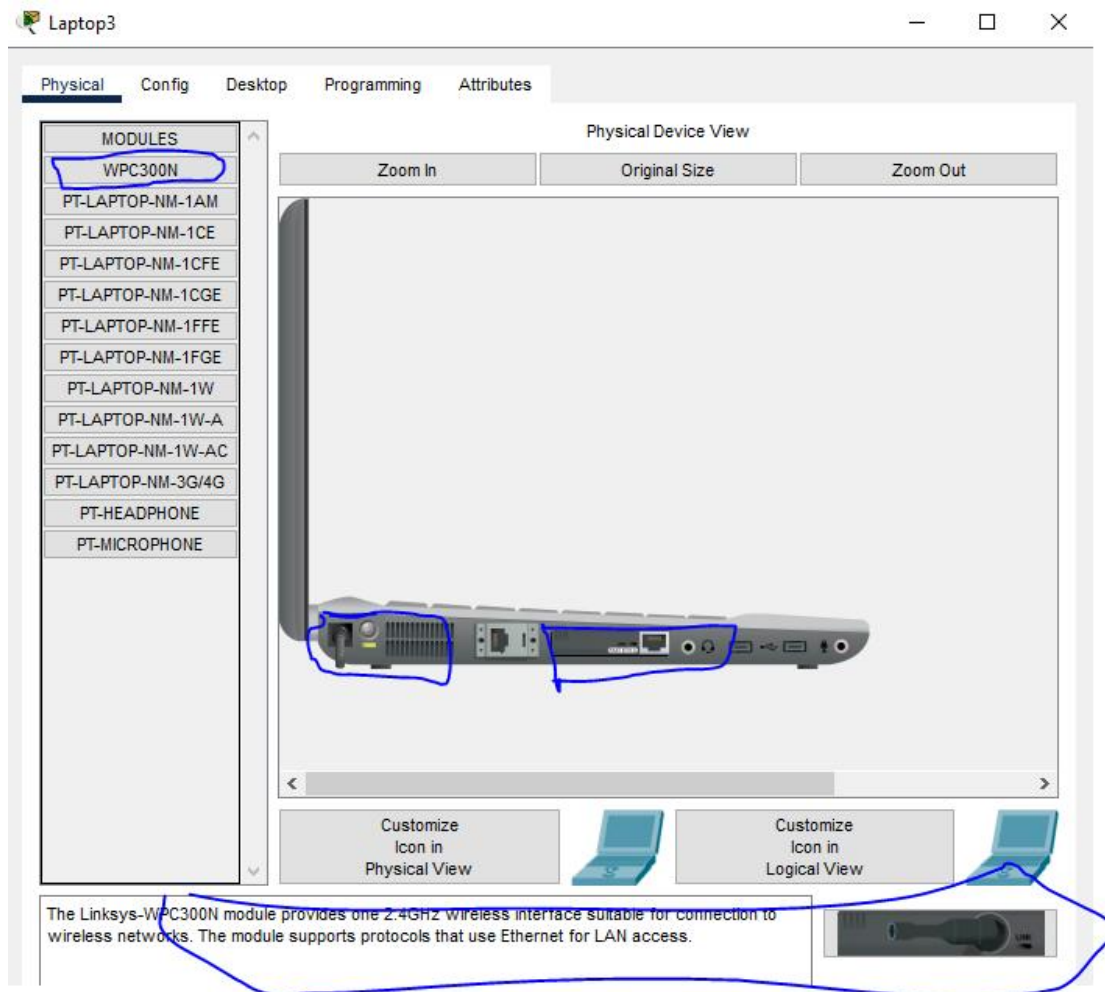 Laptop3
Physical Config Desktop Programming Attributes
MODULES
WPC300N
PT-LAPTOP-NM-1AM
PT-LAPTOP-NM-1CE
PT-LAPTOP-NM-1CFE
PT-LAPTOP-NM-1CGE
PT-LAPTOP-NM-1FFE
PT-LAPTOP-NM-1FGE
PT-LAPTOP-NM-1W
PT-LAPTOP-NM-1W-A
PT-LAPTOP-NM-1W-AC
PT-LAPTOP-NM-3G/4G
PT-HEADPHONE
PT-MICROPHONE
Physical Device View
Zoom In Original Size Zoom Out
Customize
Icon in
Physical View
Customize
Icon in
Logical View
The Linksys-WPC300N module provides one 2.4GHz wireless interface suitable for connection to
wireless networks. The module supports protocols that use Ethernet for LAN access.
LINK